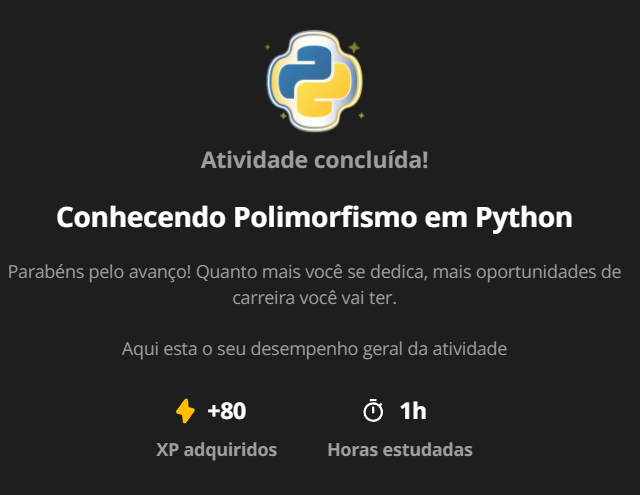 Atividade concluída!
Conhecendo Polimorfismo em Python
Parabéns pelo avanço! Quanto mais você se dedica, mais oportunidades de
carreira você vai ter.
Aqui esta o seu desempenho geral da atividade
+80 1h
XP adquiridos Horas estudadas